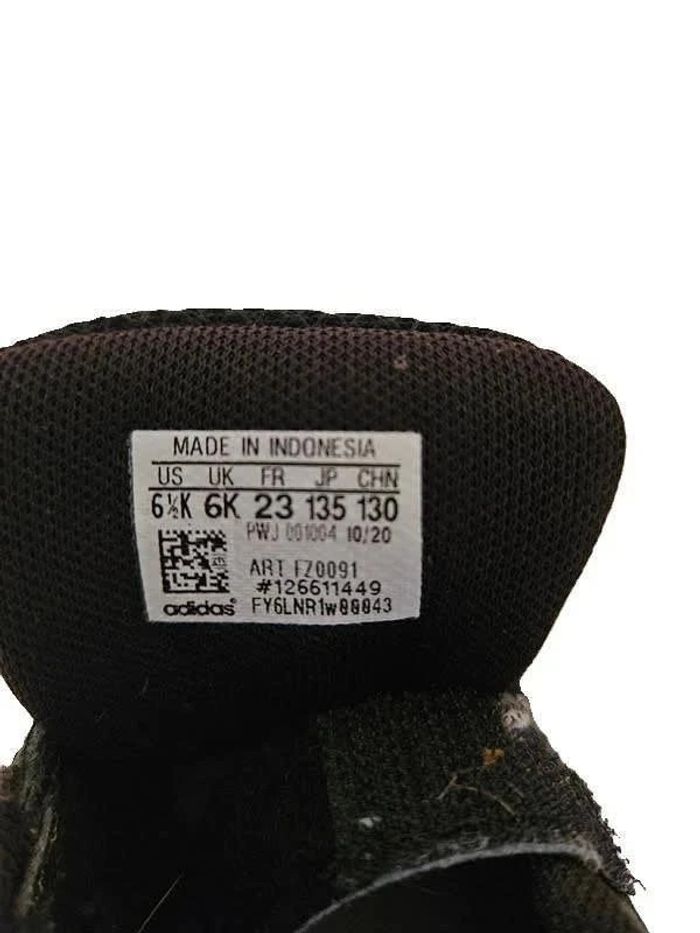 MADE IN INDONESIA
US UK FR JP CHN
6½K 6K 23 135 130
PWJ 001004 10/20
ART FZ0091
#126611449
adidas® FY6LNR1w00043